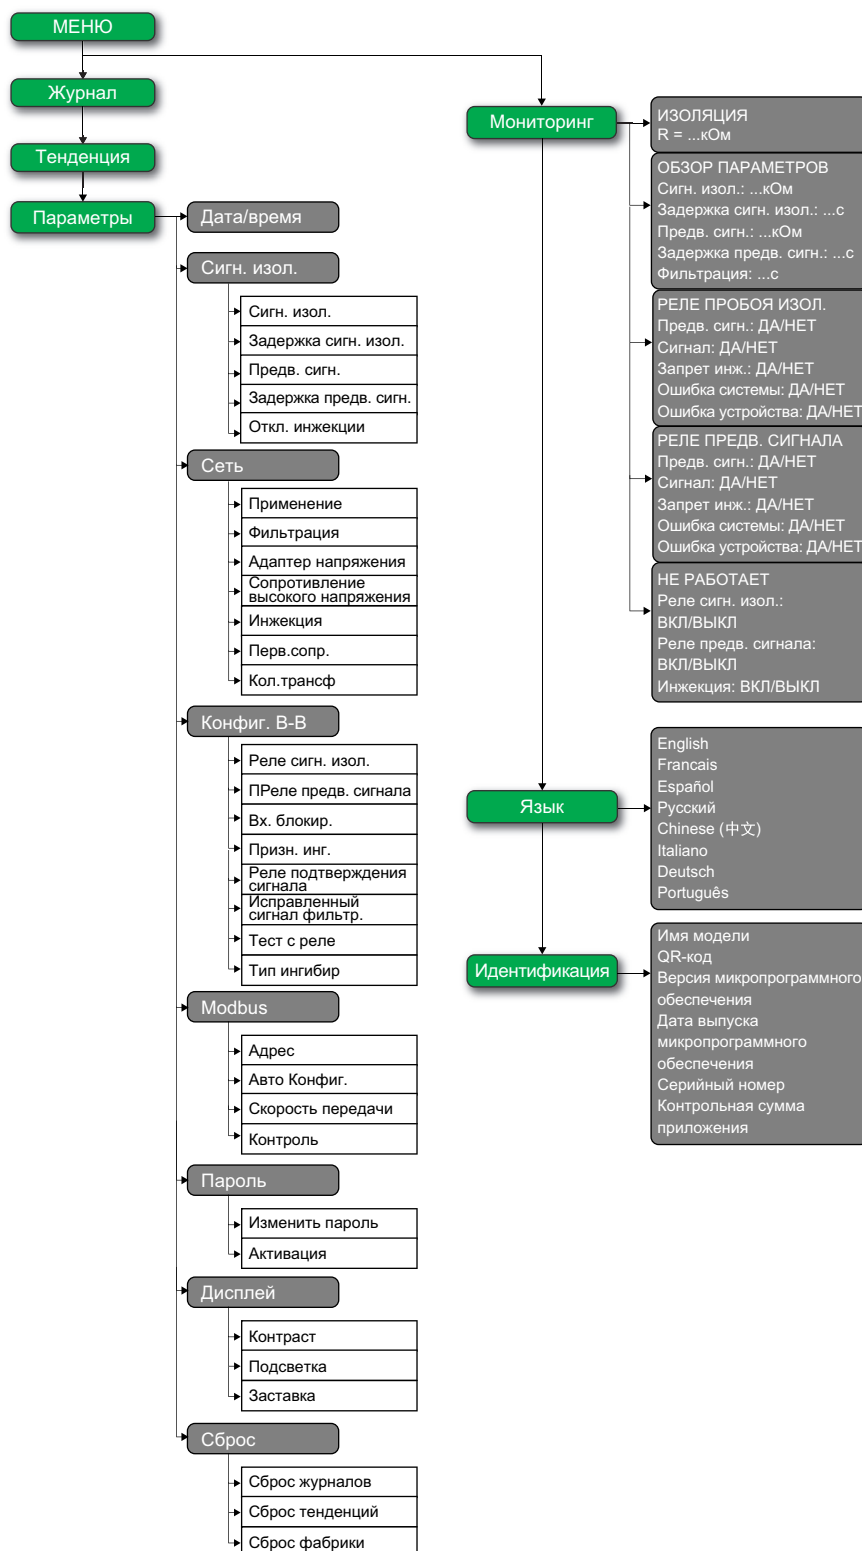 МЕНЮ
Журнал
Тенденция
Параметры
Дата/время
Сигн. изол.
Сигн. изол.
Задержка сигн. изол.
Предв. сигн.
Задержка предв. сигн.
Откл. инжекции
Сеть
Применение
Фильтрация
Адаптер напряжения
Сопротивление
высокого напряжения
Инжекция
Перв.сопр.
Кол.трансф
Конфиг. В-В
Реле сигн. изол.
ПРеле предв. сигнала
Вх. блокир.
Призн. инг.
Реле подтверждения
сигнала
Исправленный
сигнал фильтр.
Тест с реле
Тип ингибир
Modbus
Адрес
Авто Конфиг.
Скорость передачи
Контроль
Пароль
Изменить пароль
Активация
Дисплей
Контраст
Подсветка
Заставка
Сброс
Сброс журналов
Сброс тенденций
Сброс фабрики
Мониторинг
ИЗОЛЯЦИЯ
R = ...кОм
ОБЗОР ПАРАМЕТРОВ
Сигн. изол.: ...кОм
Задержка сигн. изол.: ...с
Предв. сигн.: ...кОм
Задержка предв. сигн.: ...с
Фильтрация: ...с
РЕЛЕ ПРОБОЯ ИЗОЛ.
Предв. сигн.: ДА/НЕТ
Сигнал: ДА/НЕТ
Запрет инж.: ДА/НЕТ
Ошибка системы: ДА/НЕТ
Ошибка устройства: ДА/НЕТ
РЕЛЕ ПРЕДВ. СИГНАЛА
Предв. сигн.: ДА/НЕТ
Сигнал: ДА/НЕТ
Запрет инж.: ДА/НЕТ
Ошибка системы: ДА/НЕТ
Ошибка устройства: ДА/НЕТ
НЕ РАБОТАЕТ
Реле сигн. изол.:
ВКЛ/ВЫКЛ
Реле предв. сигнала:
ВКЛ/ВЫКЛ
Инжекция: ВКЛ/ВЫКЛ
Язык
English
Francais
Español
Русский
Chinese (中文)
Italiano
Deutsch
Português
Идентификация
Имя модели
QR-код
Версия микропрограммного
обеспечения
Дата выпуска
микропрограммного
обеспечения
Серийный номер
Контрольная сумма
приложения